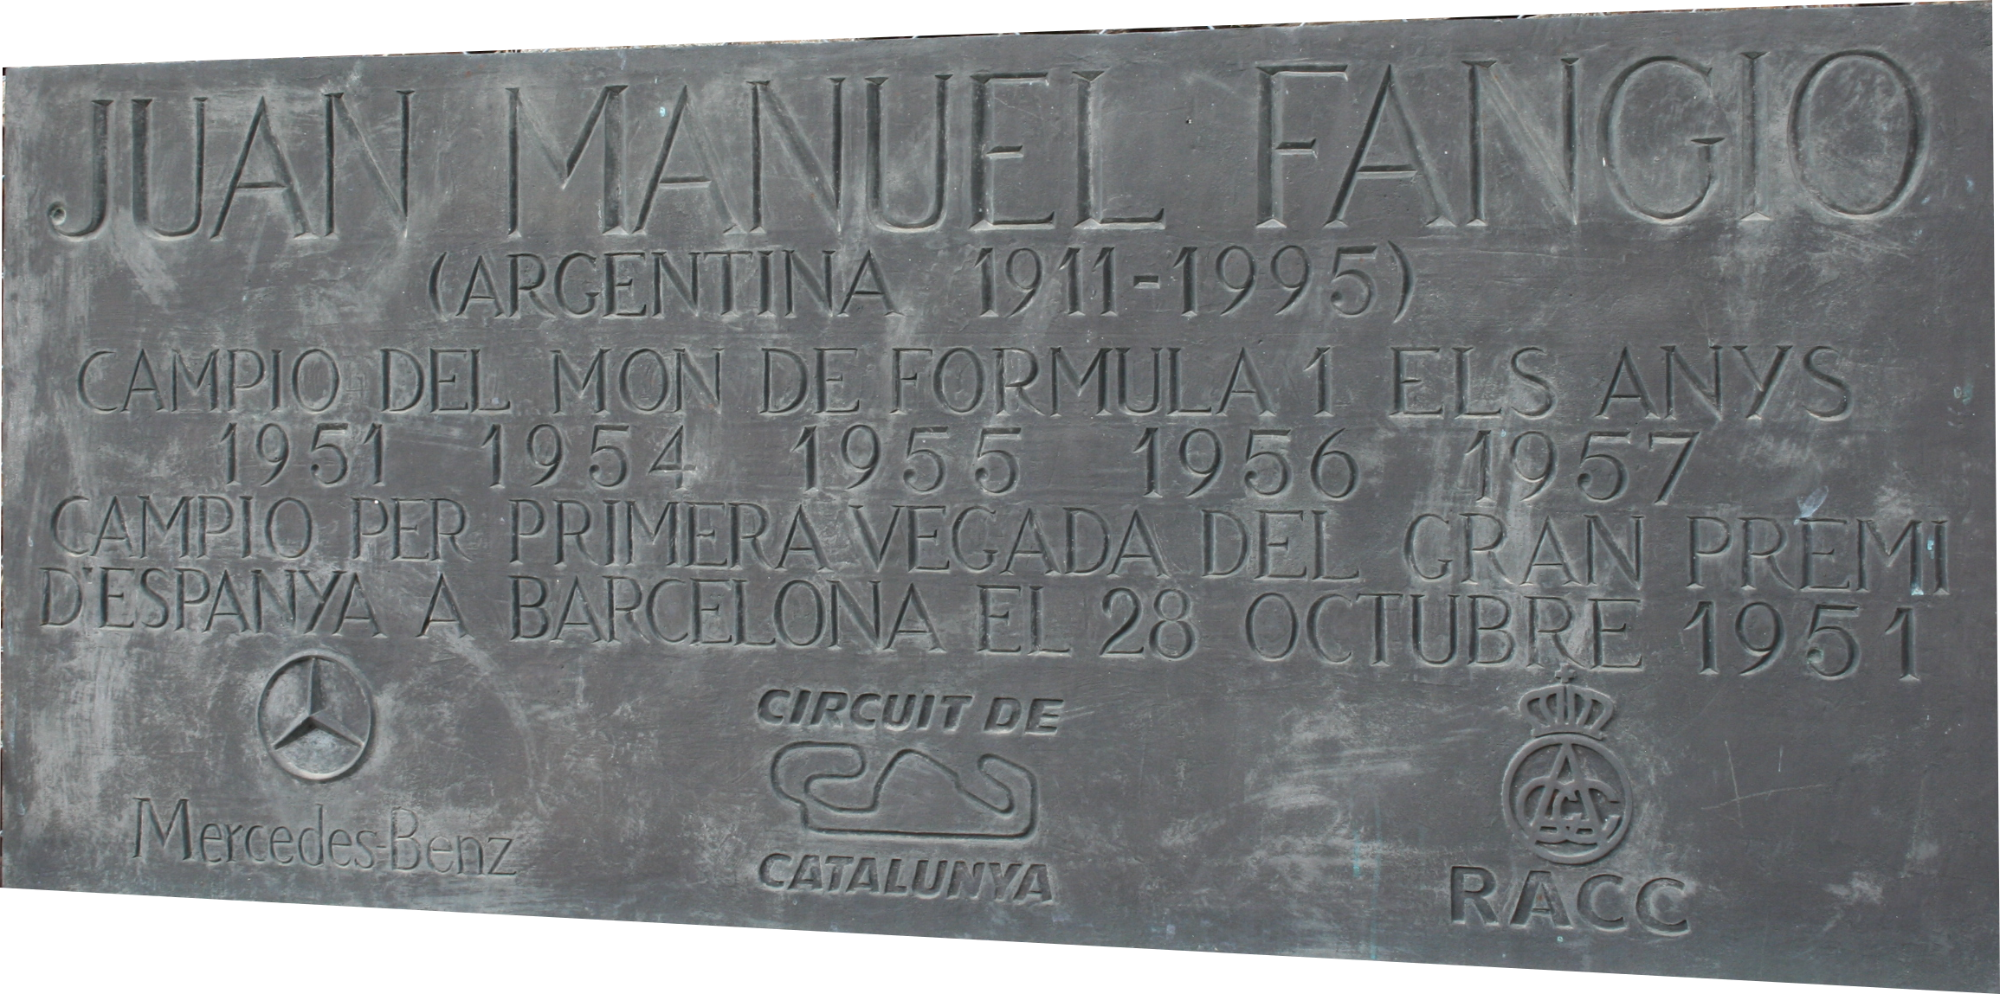 JUAN MANUEL FANGIO
(ARGENTINA 1911-1995)
CAMPIO DEL MON DE FORMULA 1 ELS ANYS
1951 1954 1955 1956 1957
CAMPIO PER PRIMERA VEGADA DEL GRAN PREMI
D'ESPANYA A BARCELONA EL 28 OCTUBRE 1951
Mercedes-Benz
CIRCUIT DE
CATALUNYA
RACC